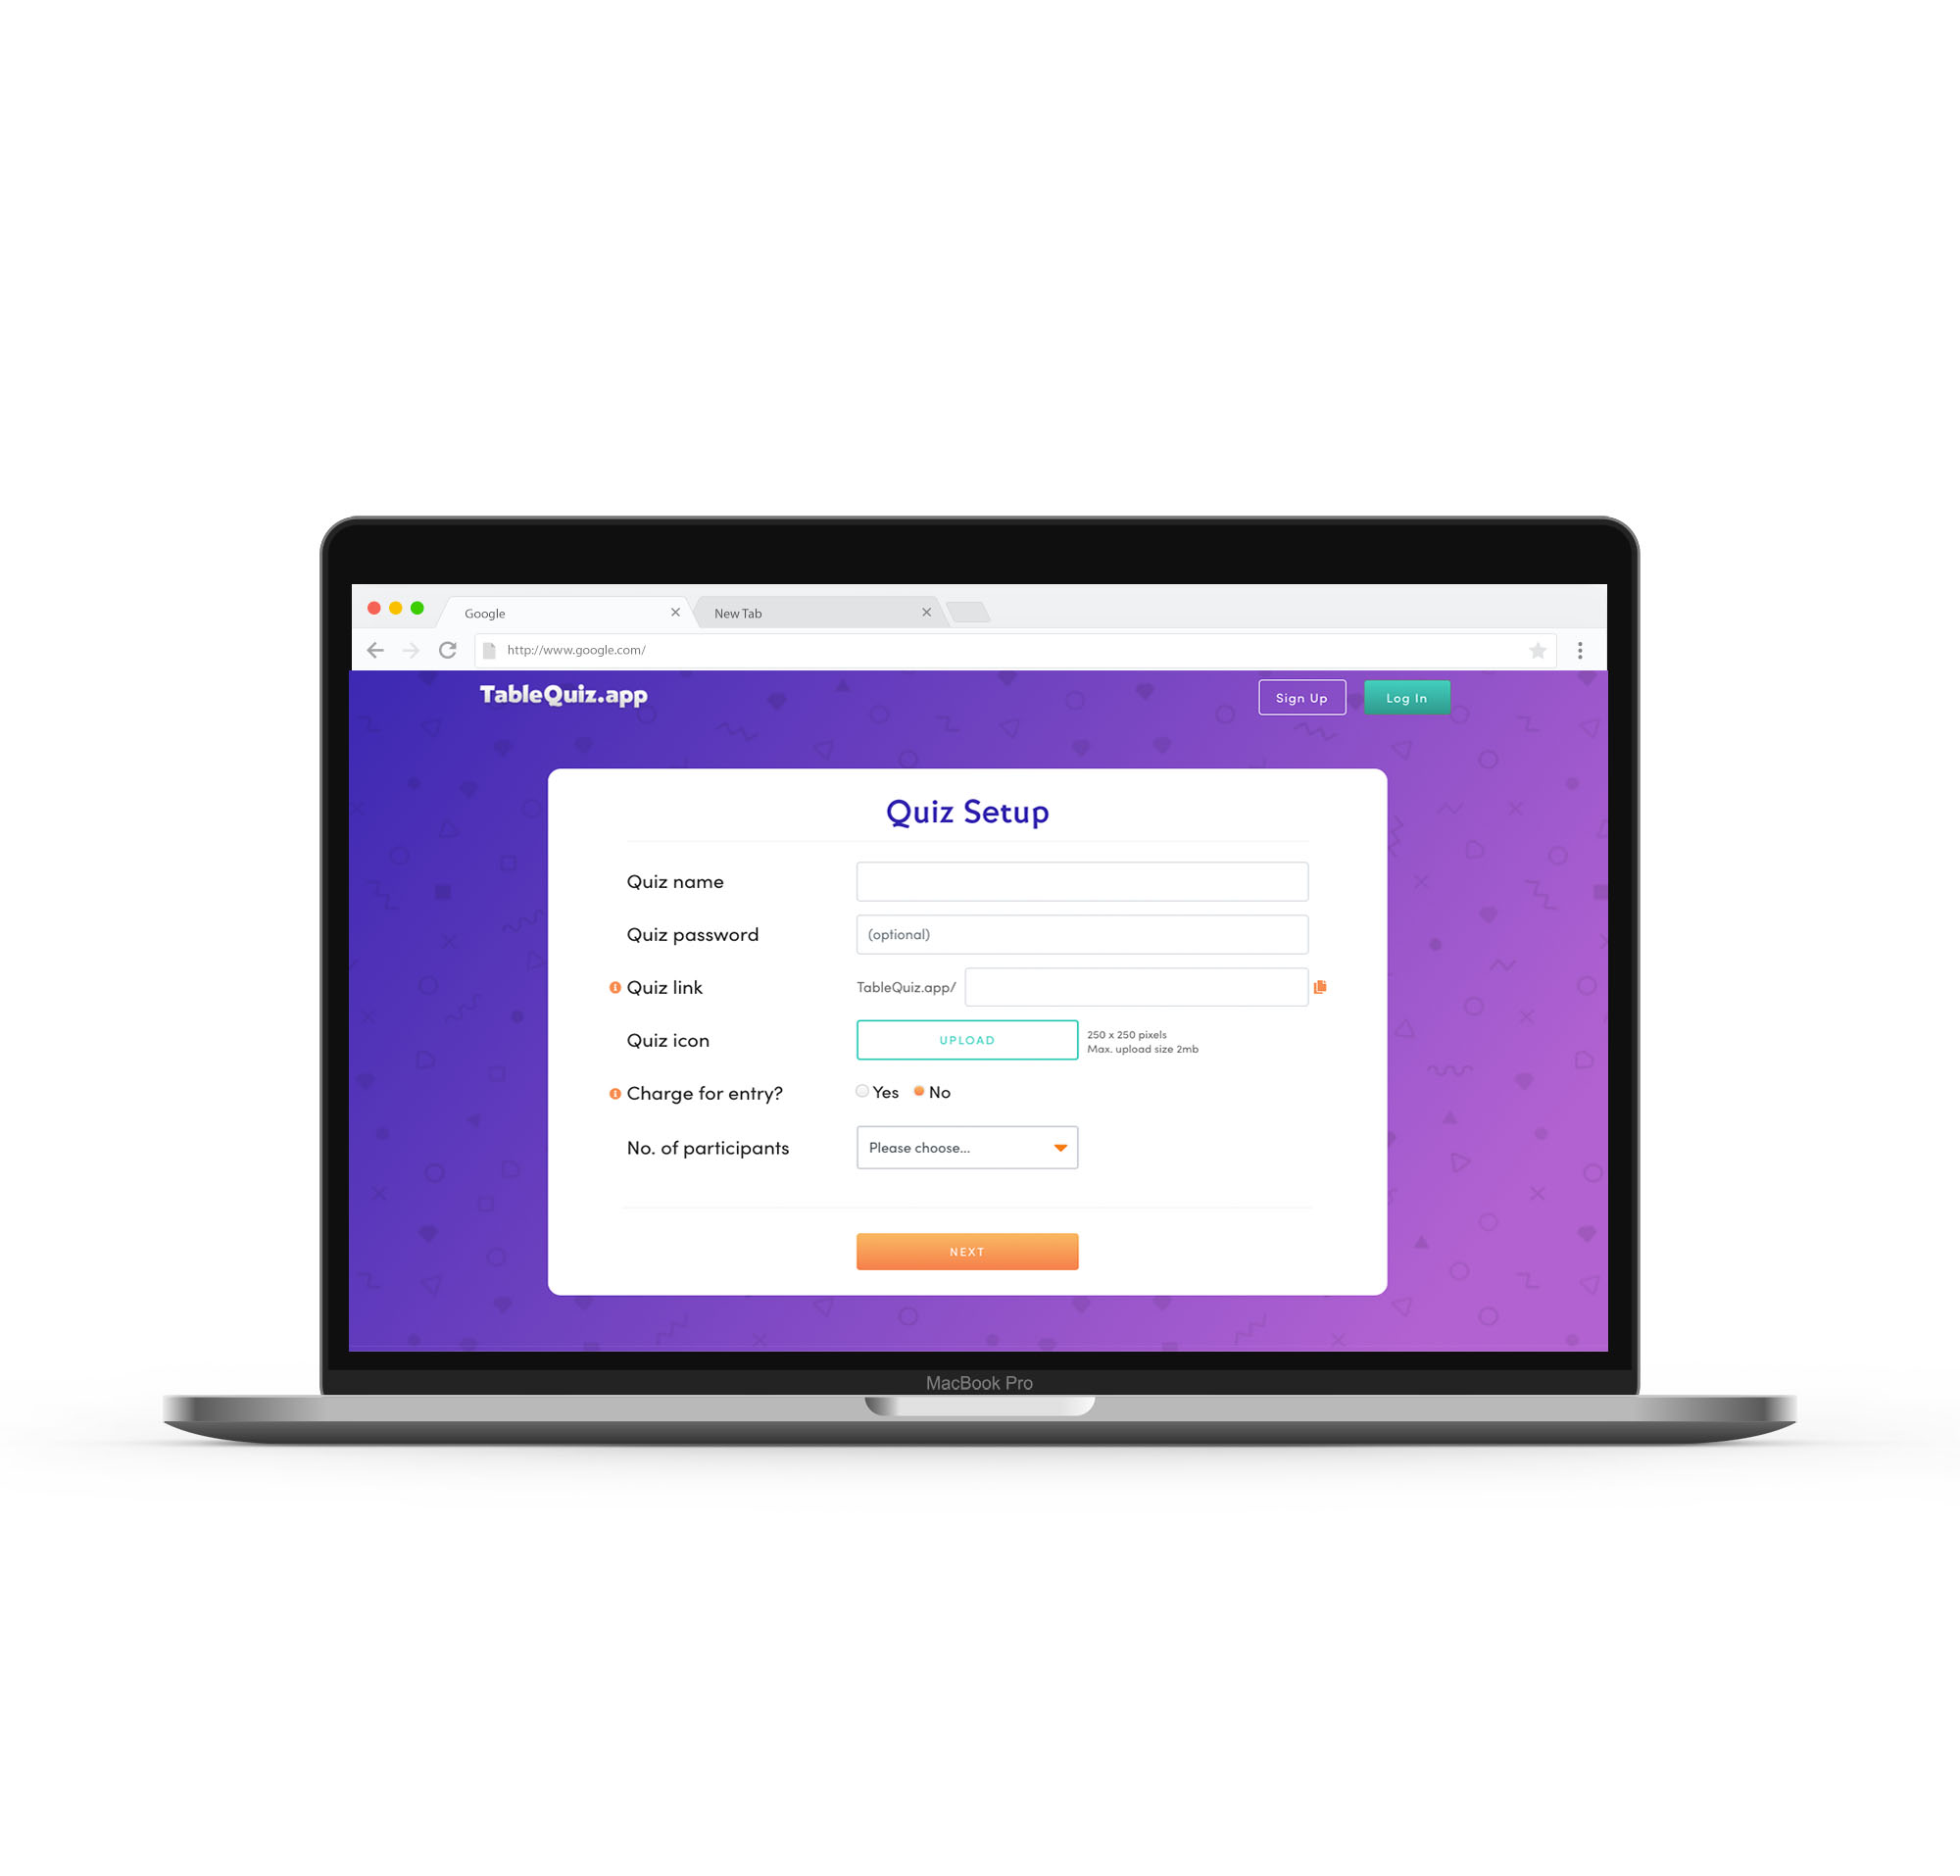 Google
New Tab
http://www.google.com/
TableQuiz.app
Sign Up
Log In
Quiz Setup
Quiz name
Quiz password
(optional)
Quiz link
TableQuiz.app/
Quiz icon
UPLOAD
250 x 250 pixels
Max. upload size 2mb
Charge for entry?
Yes
No
No. of participants
Please choose...
NEXT
MacBook Pro